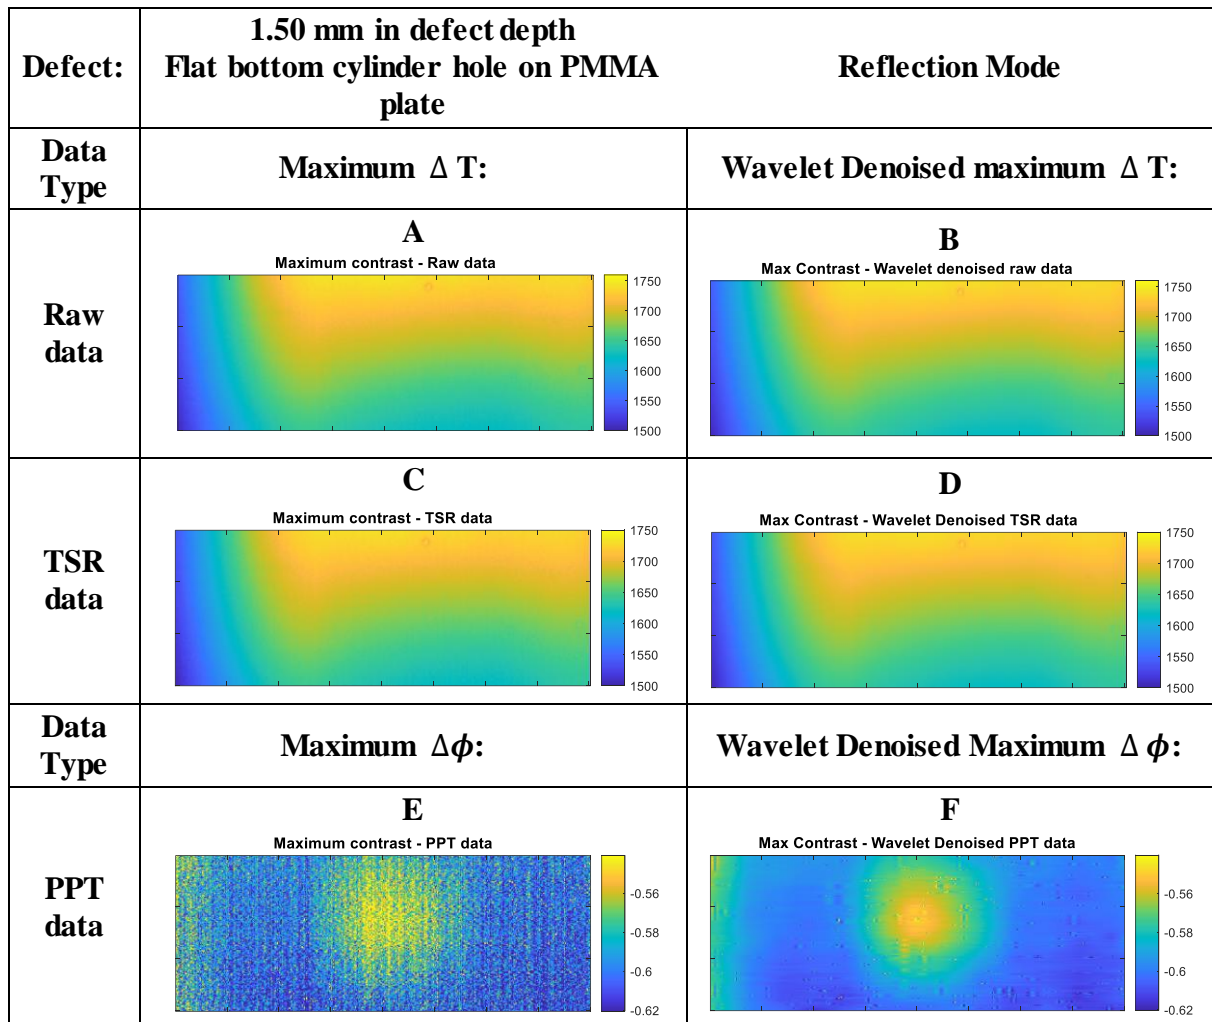 Defect:
1.50 mm in defect depth
Flat bottom cylinder hole on PMMA
plate
Reflection Mode
Data
Type
Maximum Δ T:
Wavelet Denoised maximum Δ T:
Raw
data
A
Maximum contrast - Raw data
1750
1700
1650
1600
1550
1500
B
Max Contrast - Wavelet denoised raw data
1750
1700
1650
1600
1550
1500
TSR
data
C
Maximum contrast - TSR data
1750
1700
1650
1600
1550
1500
D
Max Contrast - Wavelet Denoised TSR data
1750
1700
1650
1600
1550
1500
Data
Type
Maximum Δϕ:
Wavelet Denoised Maximum Δ ϕ:
PPT
data
E
Maximum contrast - PPT data
-0.56
-0.58
-0.6
-0.62
F
Max Contrast - Wavelet Denoised PPT data
-0.56
-0.58
-0.6
-0.62